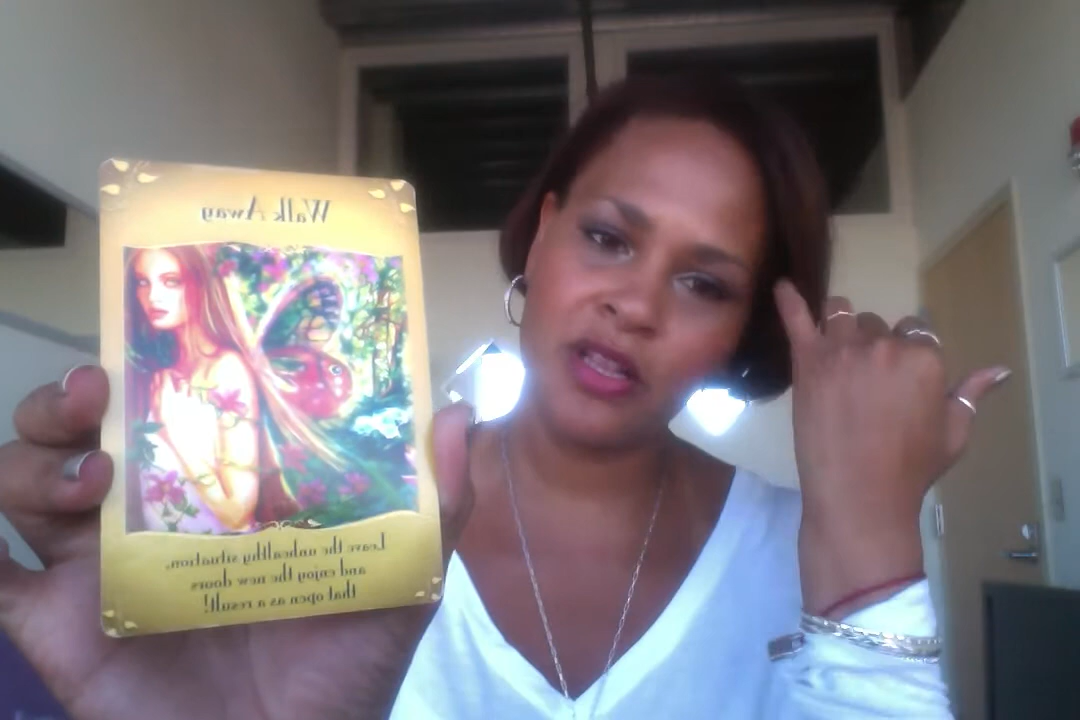 Walk Away
Leave the unhealthy situation,
and enjoy the new doors
that open as a result!